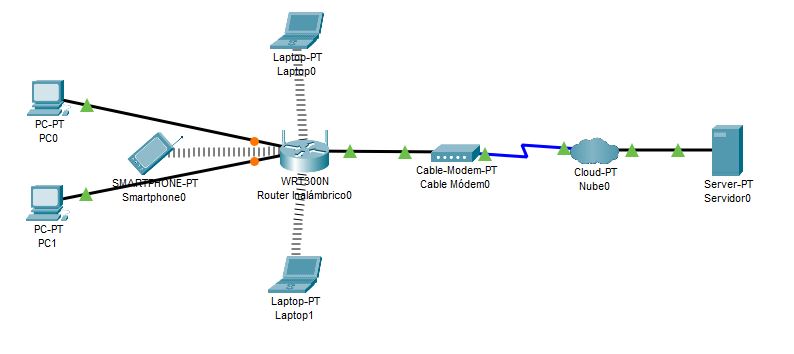 Laptop-PT
Laptop0
PC-PT
PC0
SMARTPHONE-PT
Smartphone0
WRT300N
Router Inalámbrico0
Cable-Modem-PT
Cable Módem0
Cloud-PT
Nube0
Server-PT
Servidor0
PC-PT
PC1
Laptop-PT
Laptop1